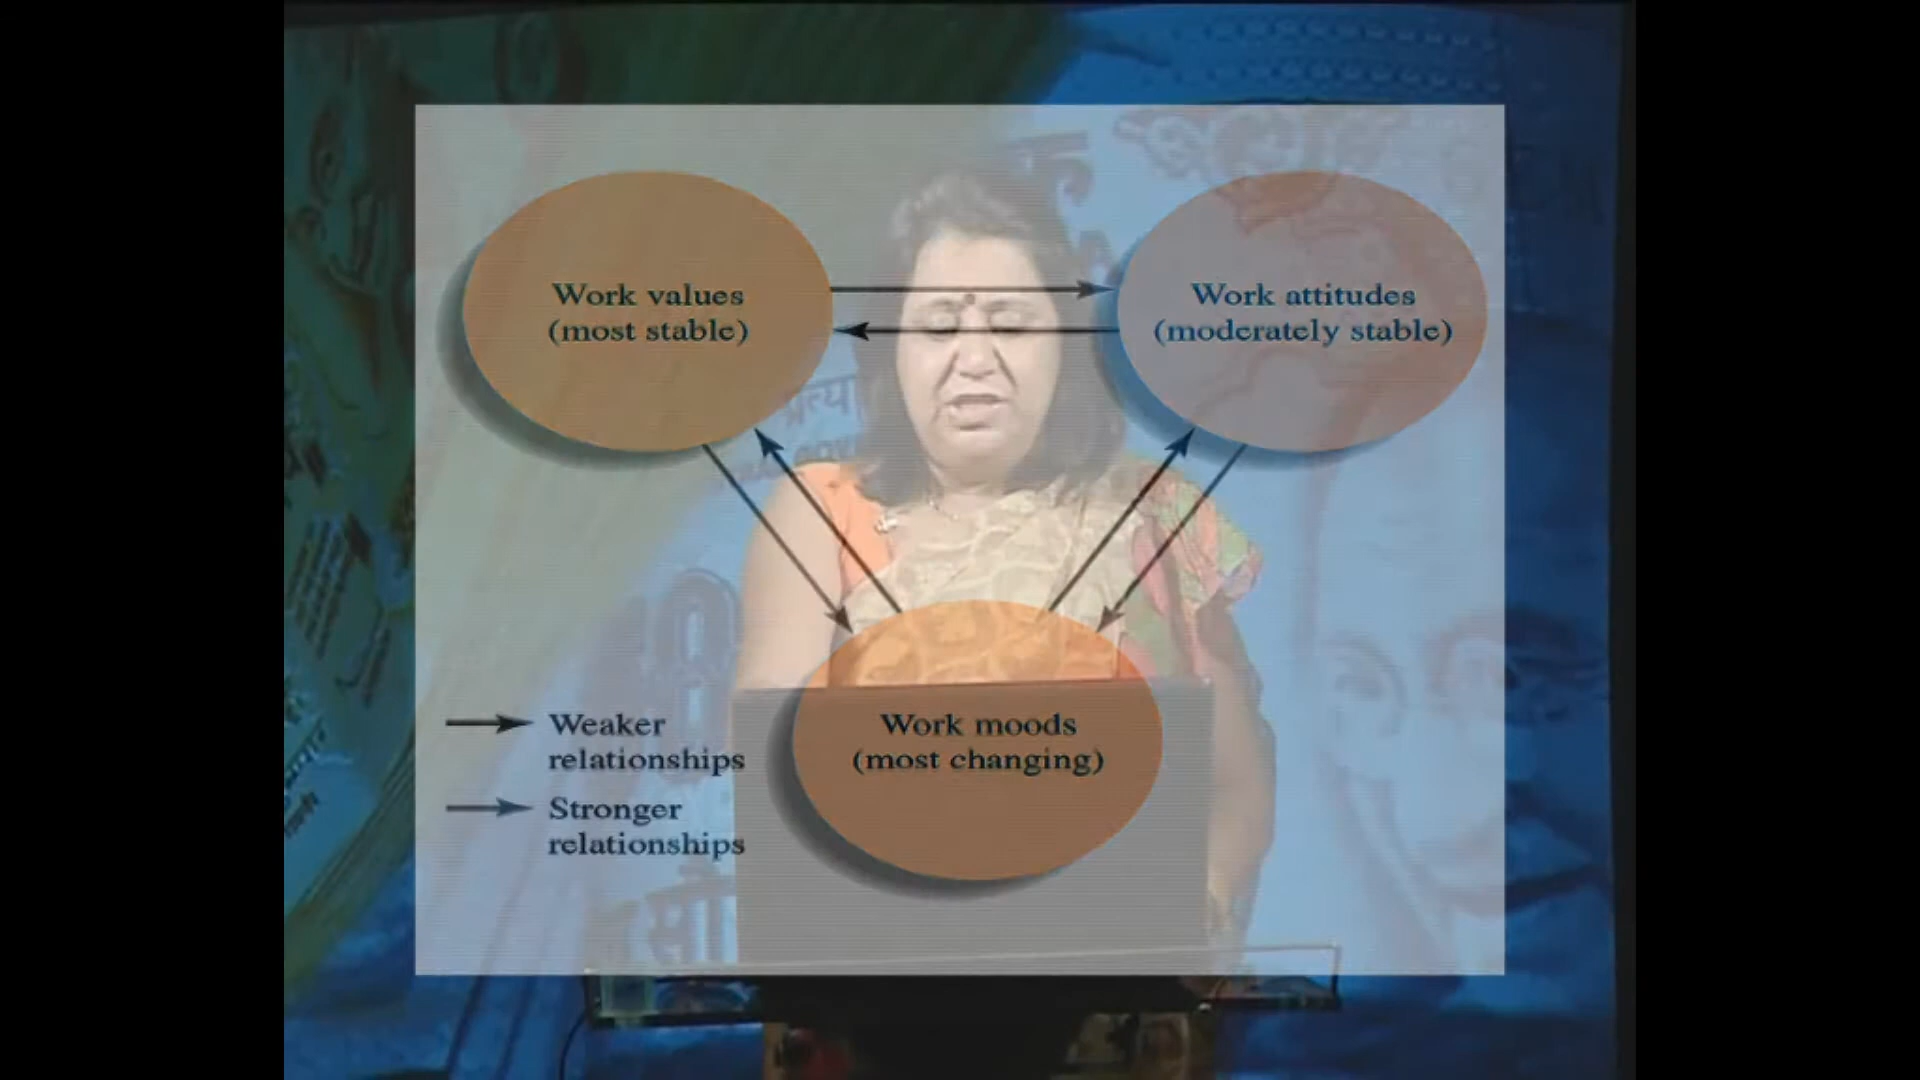 Work values
(most stable)
Work attitudes
(moderately stable)
Work moods
(most changing)
Weaker
relationships
Stronger
relationships